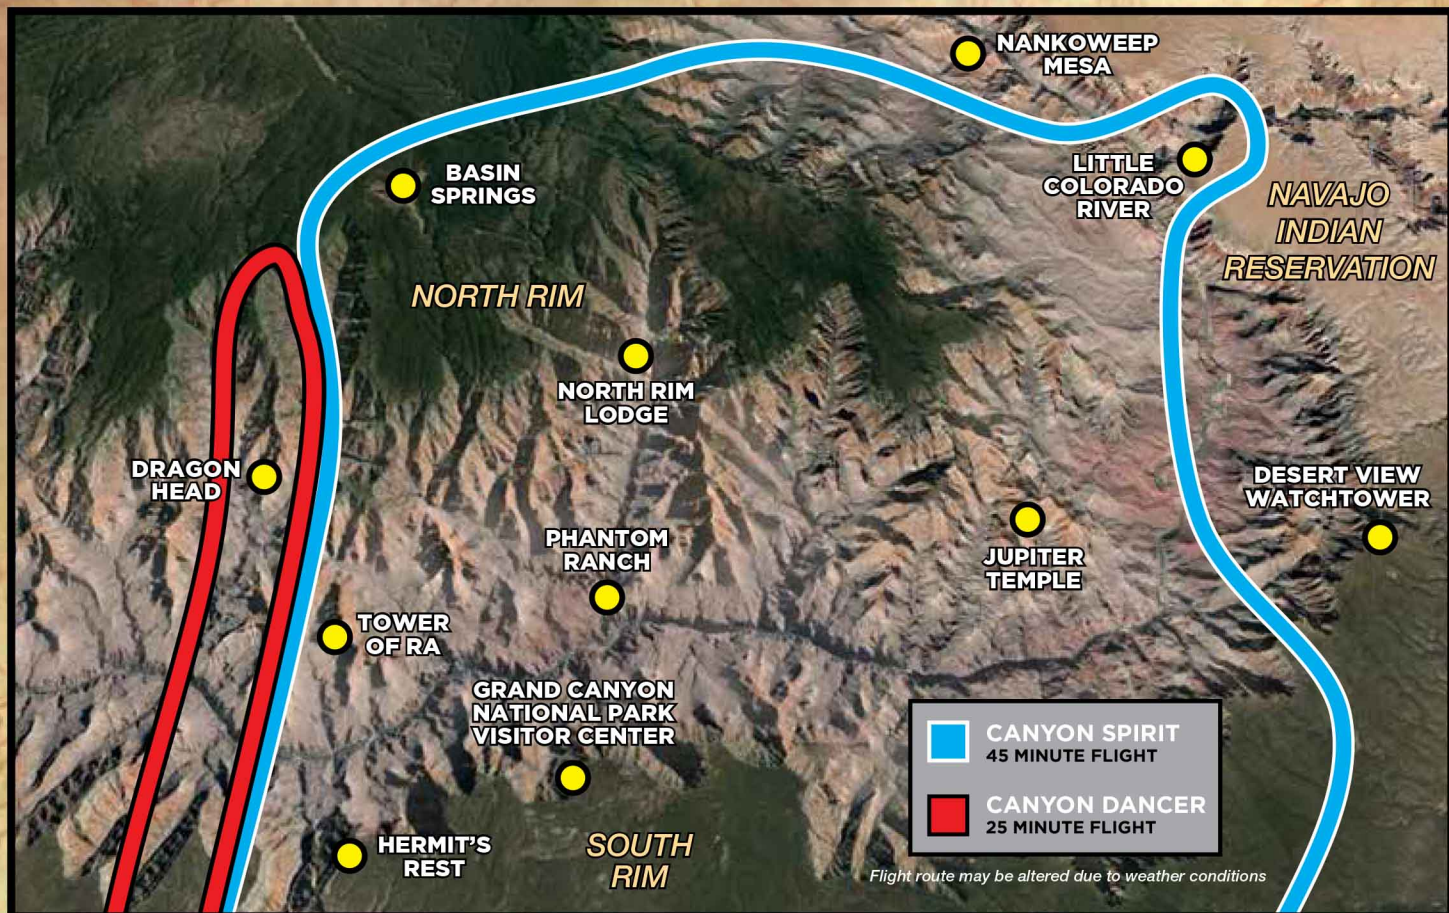 NANKOWEEP
MESA
BASIN
SPRINGS
LITTLE
COLORADO
RIVER
NAVAJO
INDIAN
RESERVATION
NORTH RIM
NORTH RIM
LODGE
DRAGON
HEAD
DESERT VIEW
WATCHTOWER
PHANTOM
RANCH
JUPITER
TEMPLE
TOWER
OF RA
GRAND CANYON
NATIONAL PARK
VISITOR CENTER
HERMIT'S
REST
SOUTH
RIM
CANYON SPIRIT
45 MINUTE FLIGHT
CANYON DANCER
25 MINUTE FLIGHT
Flight route may be altered due to weather conditions